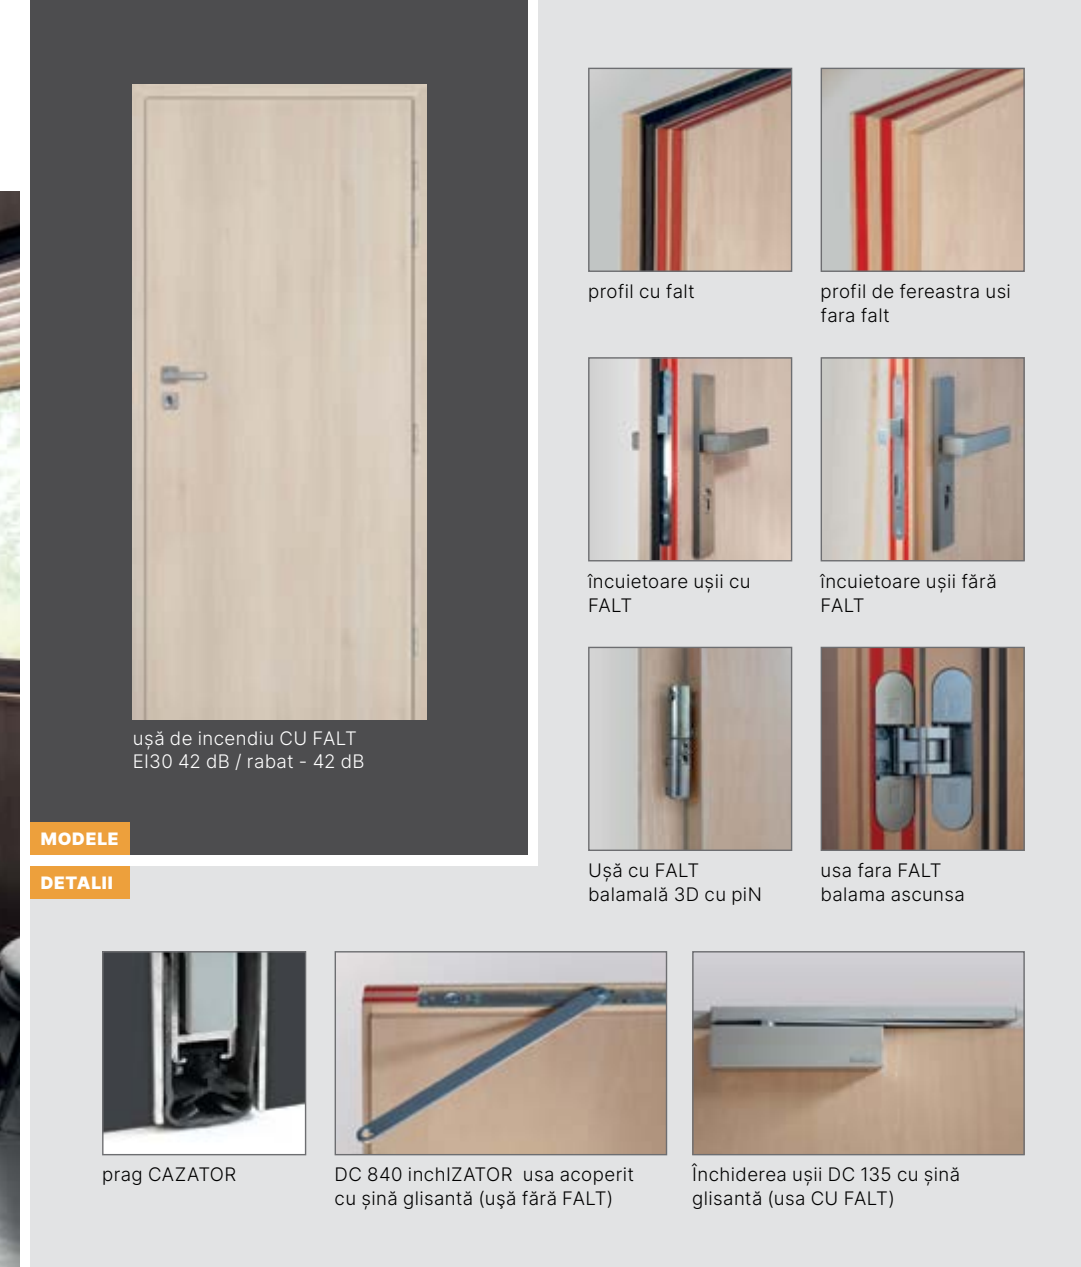 profil cu falt
profil de fereastra usi
fara falt
încuietoare ușii cu
FALT
încuietoare ușii fără
FALT
ușă de incendiu CU FALT
EI30 42 dB / rabat - 42 dB
MODELE
DETALII
Ușă cu FALT
balamală 3D cu piN
usa fara FALT
balama ascunsa
prag CAZATOR
DC 840 inchIZATOR  usa acoperit
cu șină glisantă (uşă fără FALT)
Închiderea ușii DC 135 cu șină
glisantă (usa CU FALT)